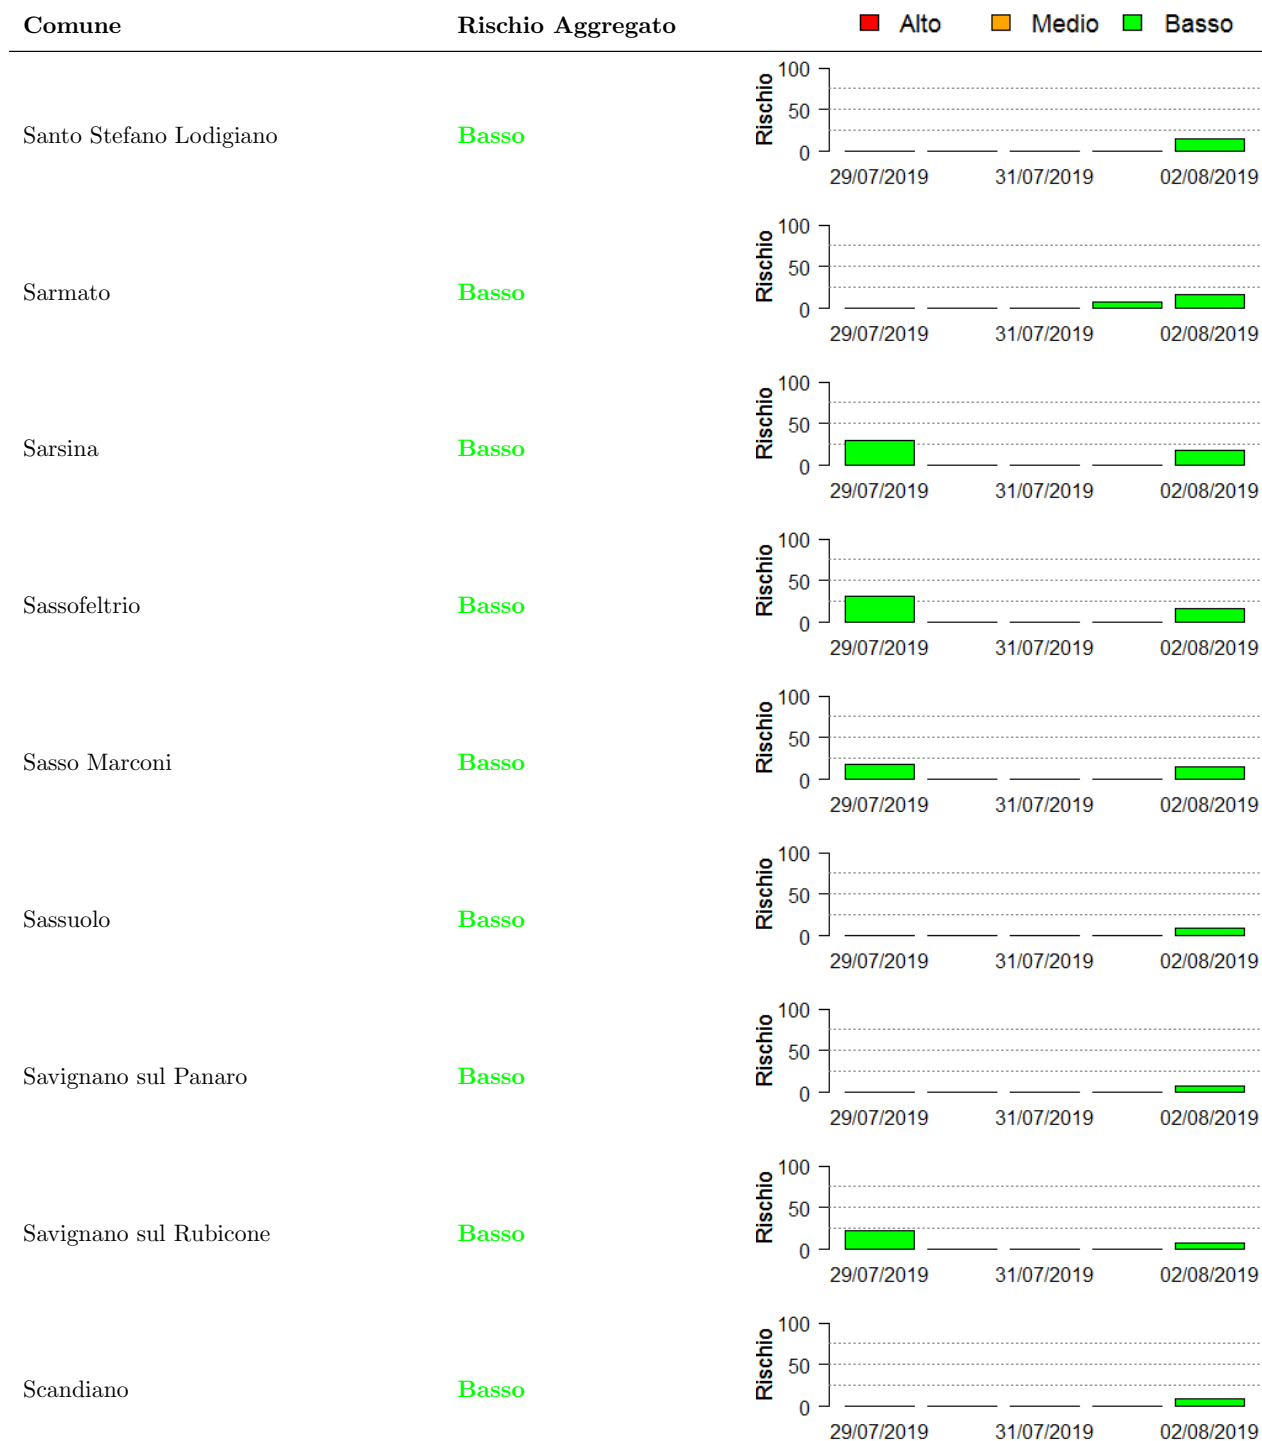 Comune Rischio Aggregato Alto Medio Basso
Santo Stefano Lodigiano Basso
Rischio
100
50
0
29/07/2019 31/07/2019 02/08/2019
Sarmato Basso
Rischio
100
50
0
29/07/2019 31/07/2019 02/08/2019
Sarsina Basso
Rischio
100
50
0
29/07/2019 31/07/2019 02/08/2019
Sassofeltrio Basso
Rischio
100
50
0
29/07/2019 31/07/2019 02/08/2019
Sasso Marconi Basso
Rischio
100
50
0
29/07/2019 31/07/2019 02/08/2019
Sassuolo Basso
Rischio
100
50
0
29/07/2019 31/07/2019 02/08/2019
Savignano sul Panaro Basso
Rischio
100
50
0
29/07/2019 31/07/2019 02/08/2019
Savignano sul Rubicone Basso
Rischio
100
50
0
29/07/2019 31/07/2019 02/08/2019
Scandiano Basso
Rischio
100
50
0
29/07/2019 31/07/2019 02/08/2019